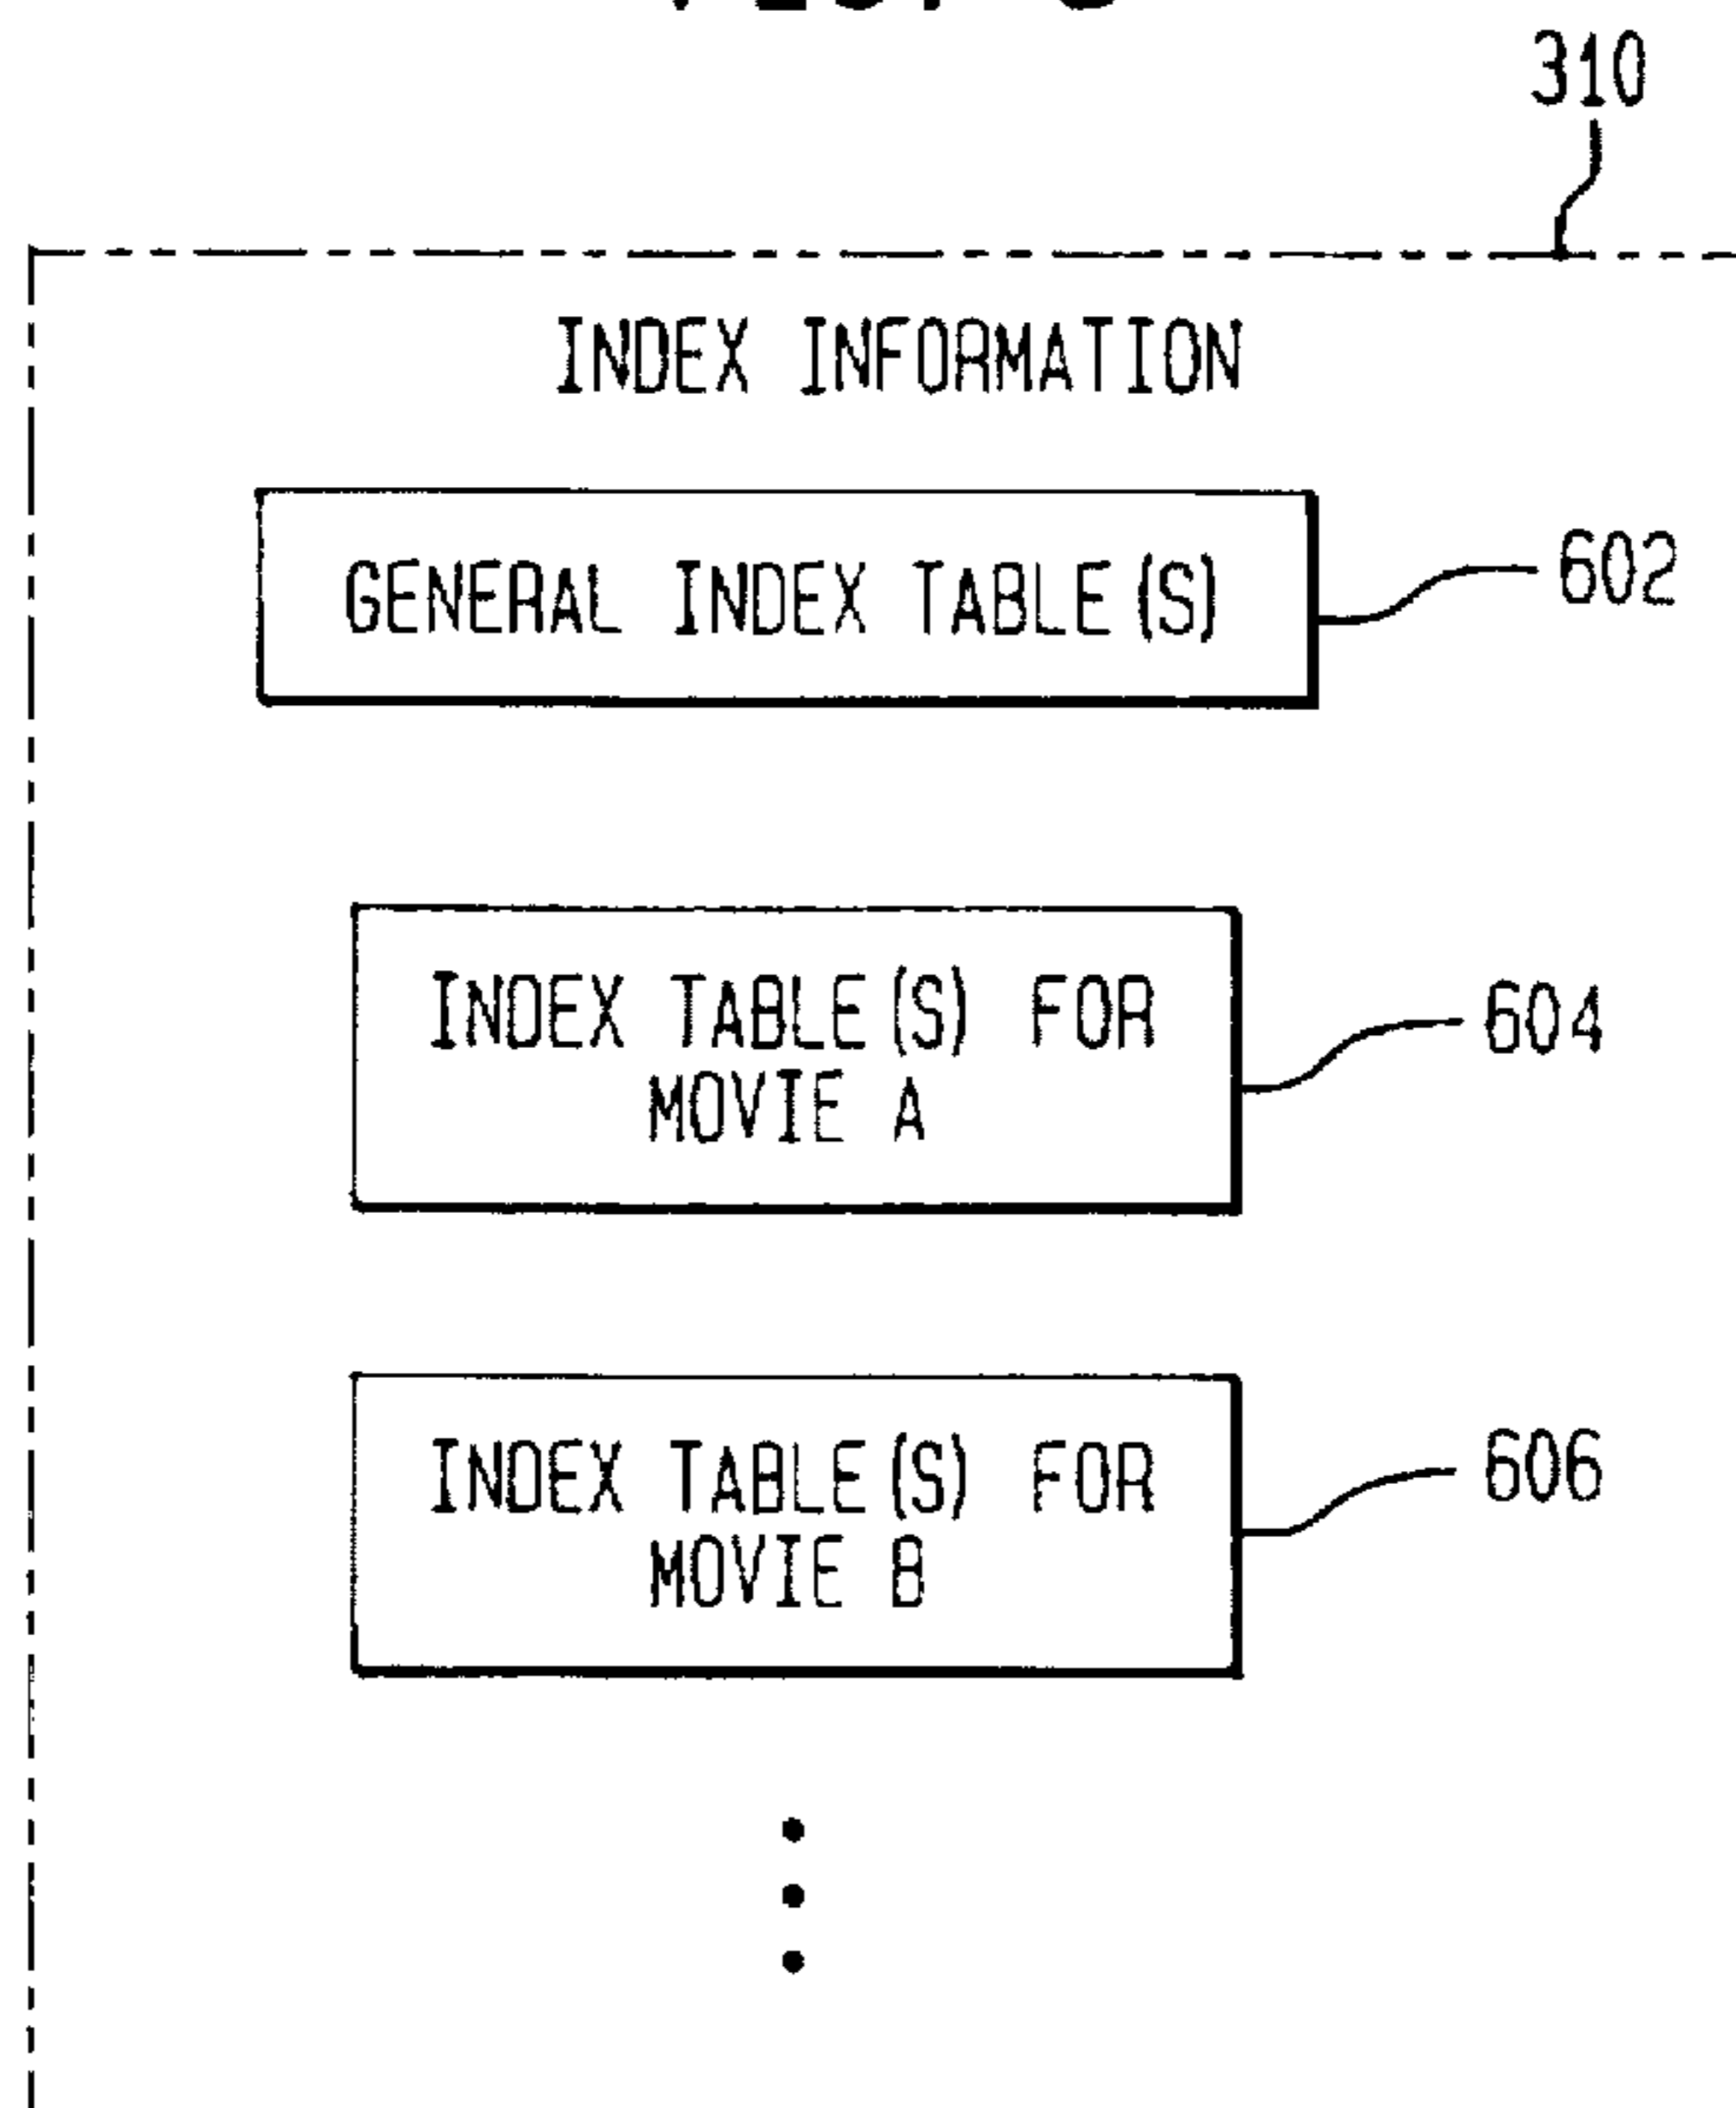 310
INDEX INFORMATION
GENERAL INDEX TABLE(S)
602
INDEX TABLE(S) FOR
MOVIE A
604
INDEX TABLE(S) FOR
MOVIE B
606